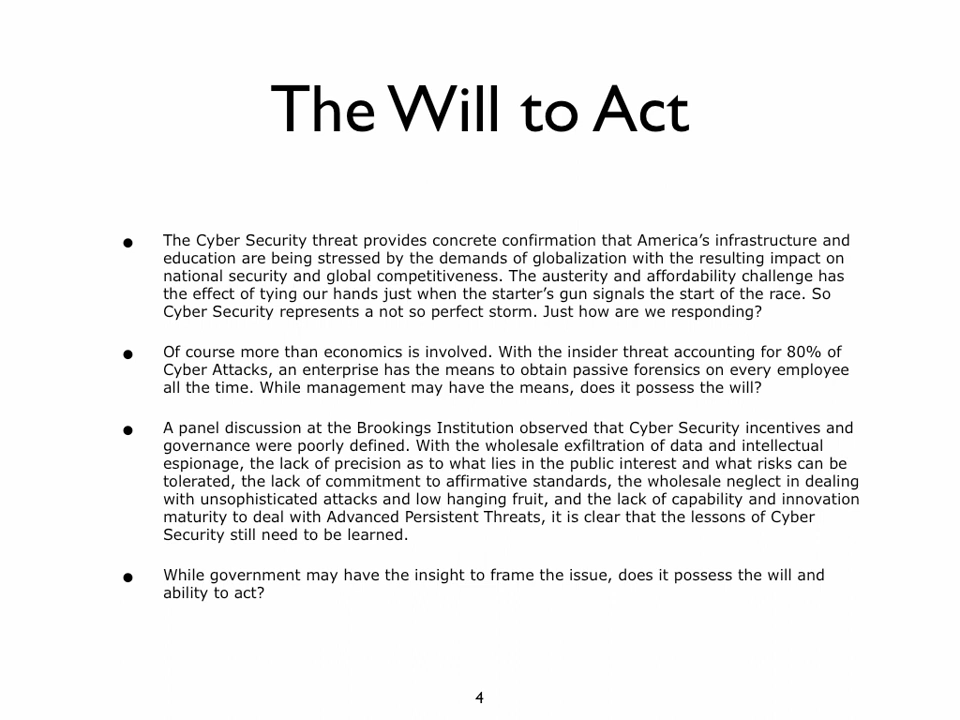 The Will to Act
• The Cyber Security threat provides concrete confirmation that America’s infrastructure and
education are being stressed by the demands of globalization with the resulting impact on
national security and global competitiveness. The austerity and affordability challenge has
the effect of tying our hands just when the starter’s gun signals the start of the race. So
Cyber Security represents a not so perfect storm. Just how are we responding?
• Of course more than economics is involved. With the insider threat accounting for 80% of
Cyber Attacks, an enterprise has the means to obtain passive forensics on every employee
all the time. While management may have the means, does it possess the will?
• A panel discussion at the Brookings Institution observed that Cyber Security incentives and
governance were poorly defined. With the wholesale exfiltration of data and intellectual
espionage, the lack of precision as to what lies in the public interest and what risks can be
tolerated, the lack of commitment to affirmative standards, the wholesale neglect in dealing
with unsophisticated attacks and low hanging fruit, and the lack of capability and innovation
maturity to deal with Advanced Persistent Threats, it is clear that the lessons of Cyber
Security still need to be learned.
• While government may have the insight to frame the issue, does it possess the will and
ability to act?
4